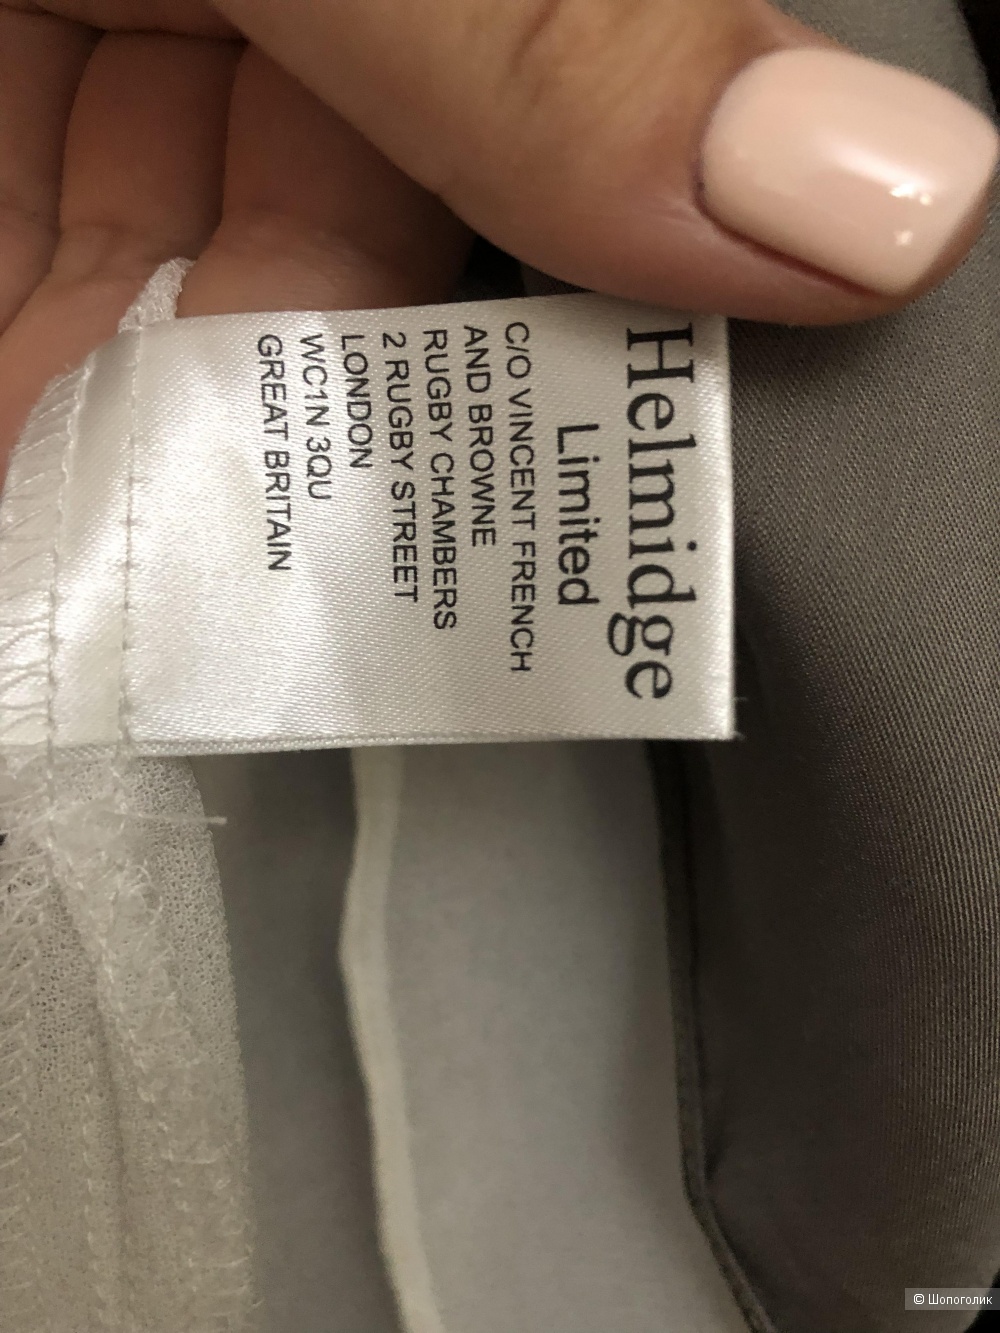 Helmidge
Limited
C/O VINCENT FRENCH
AND BROWNE
RUGBY CHAMBERS
2 RUGBY STREET
LONDON
WC1N 3QU
GREAT BRITAIN
© Шопоголик